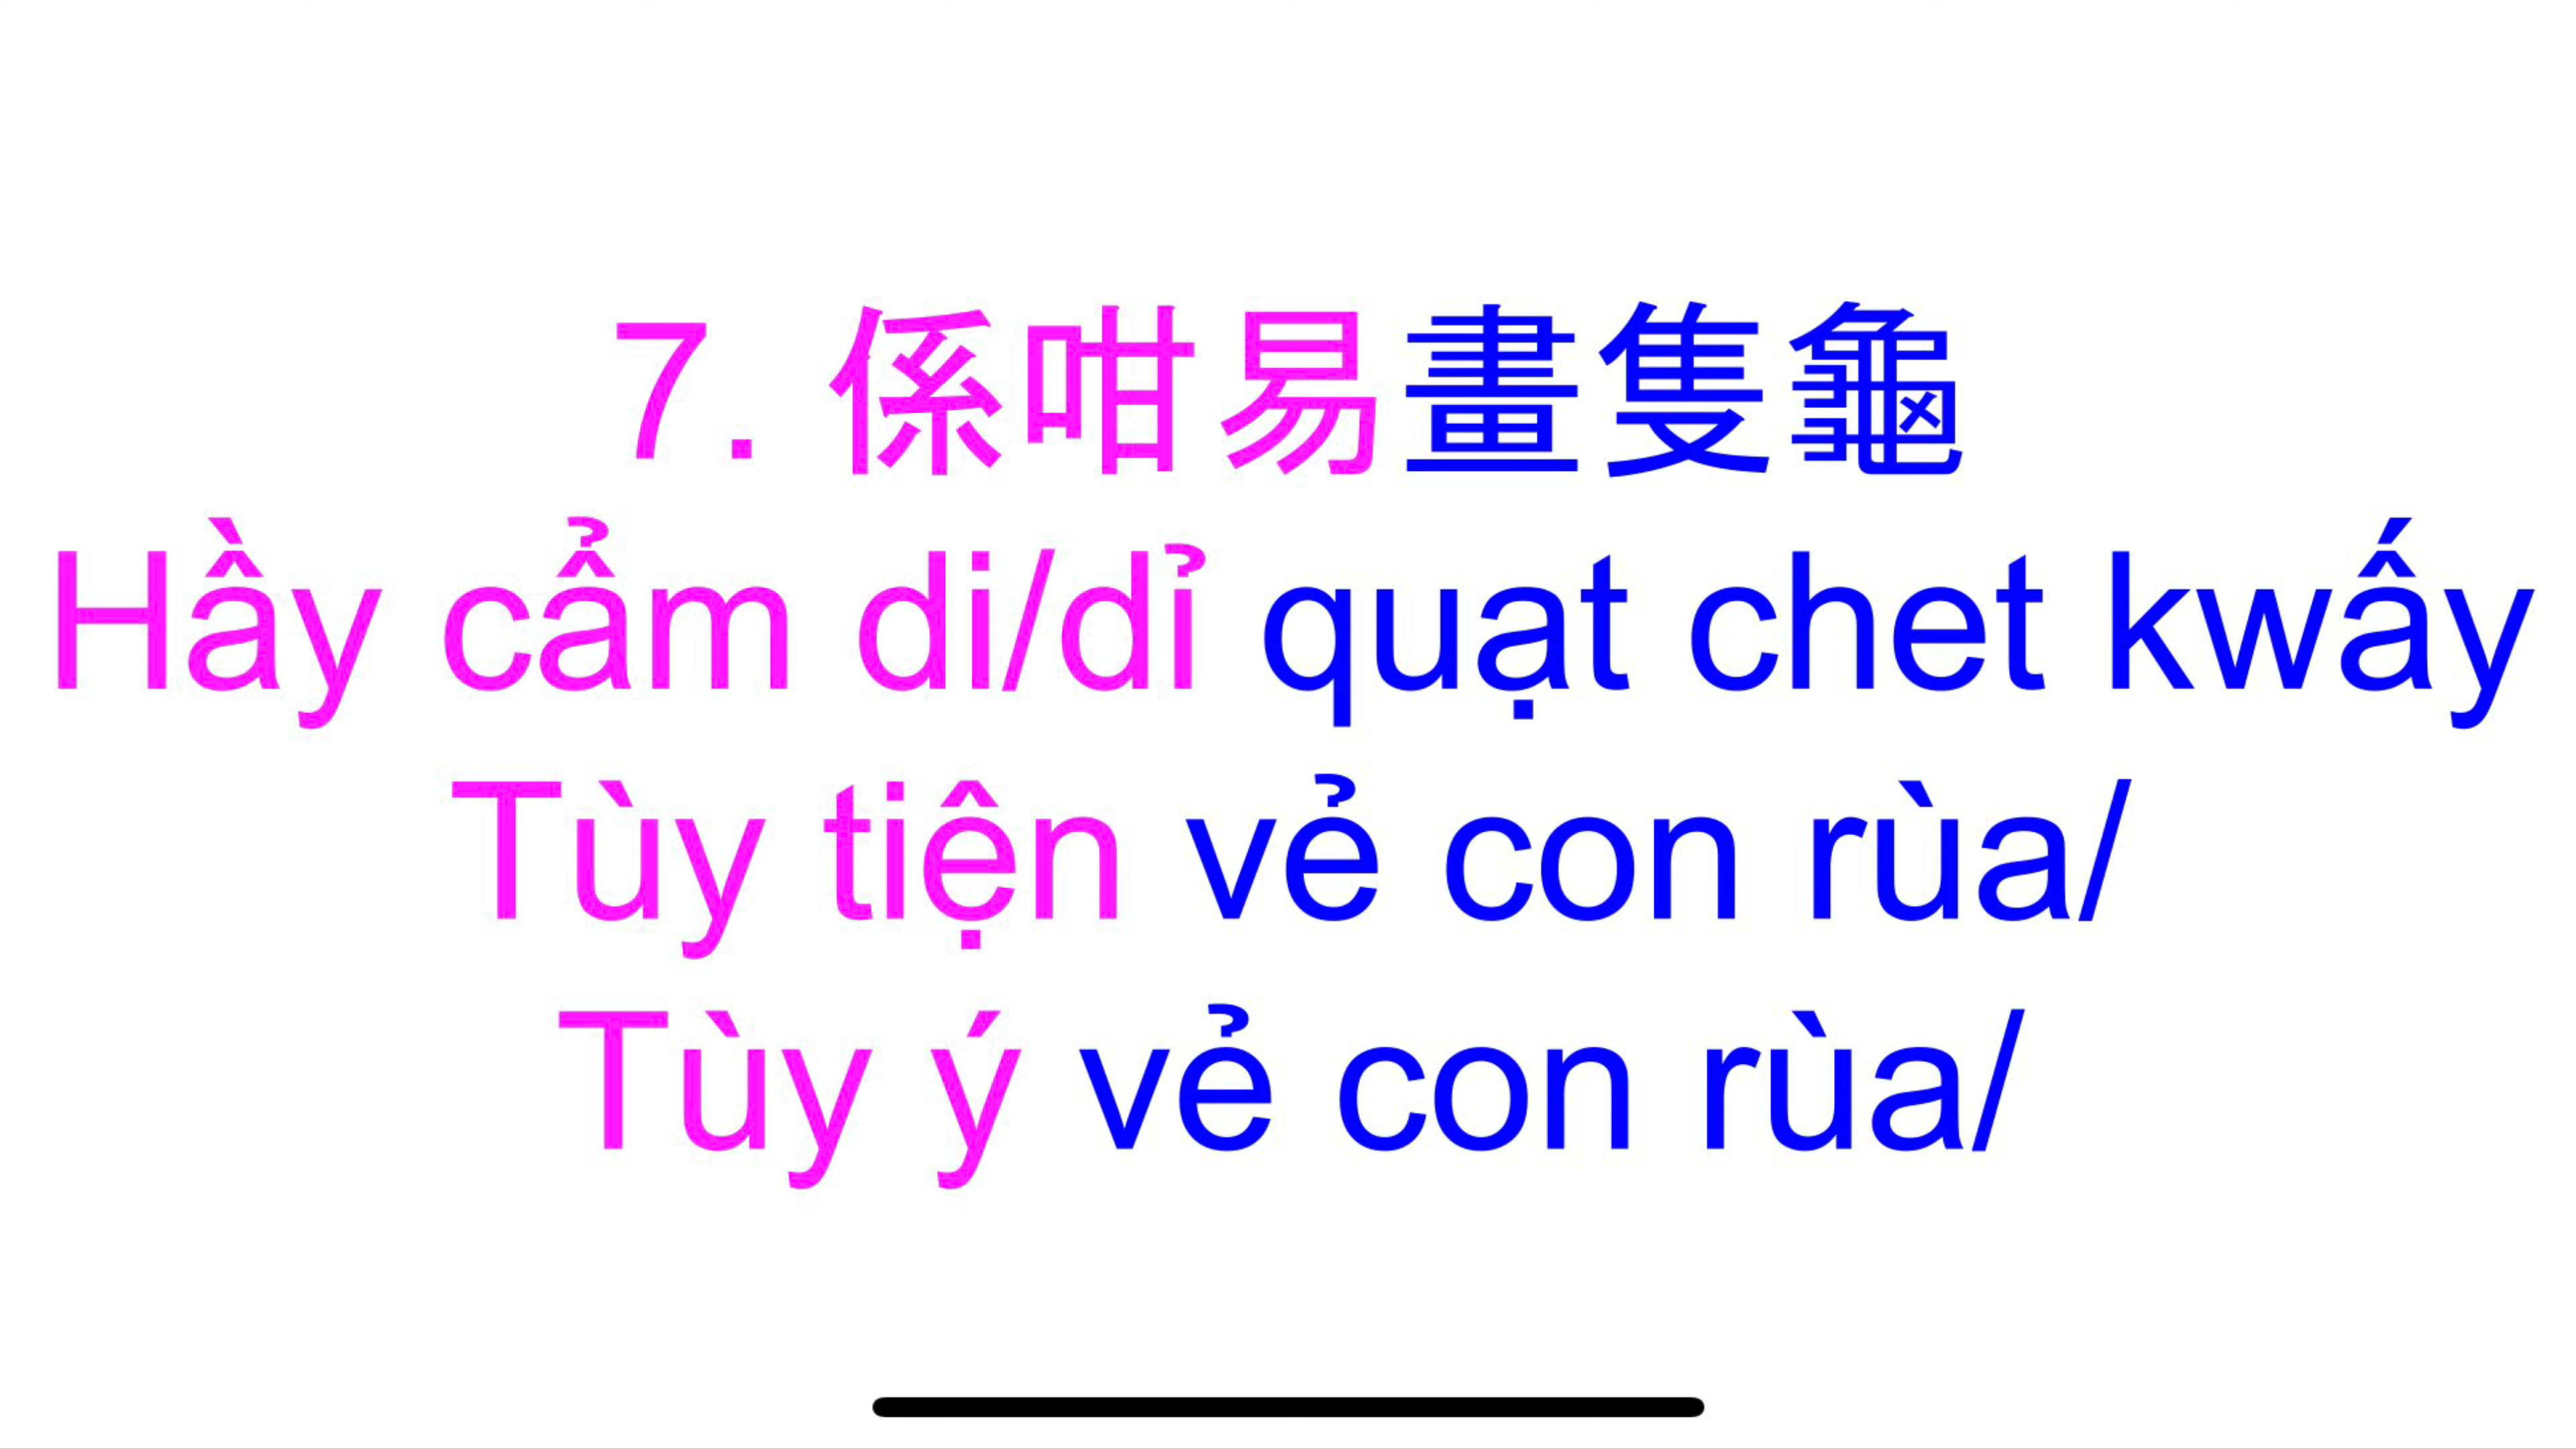 7. 係咁易畫隻龜
Hầy cẩm di/dỉ quạt chet kwấy
Tùy tiện vẻ con rùa/
Tùy ý vẻ con rùa/